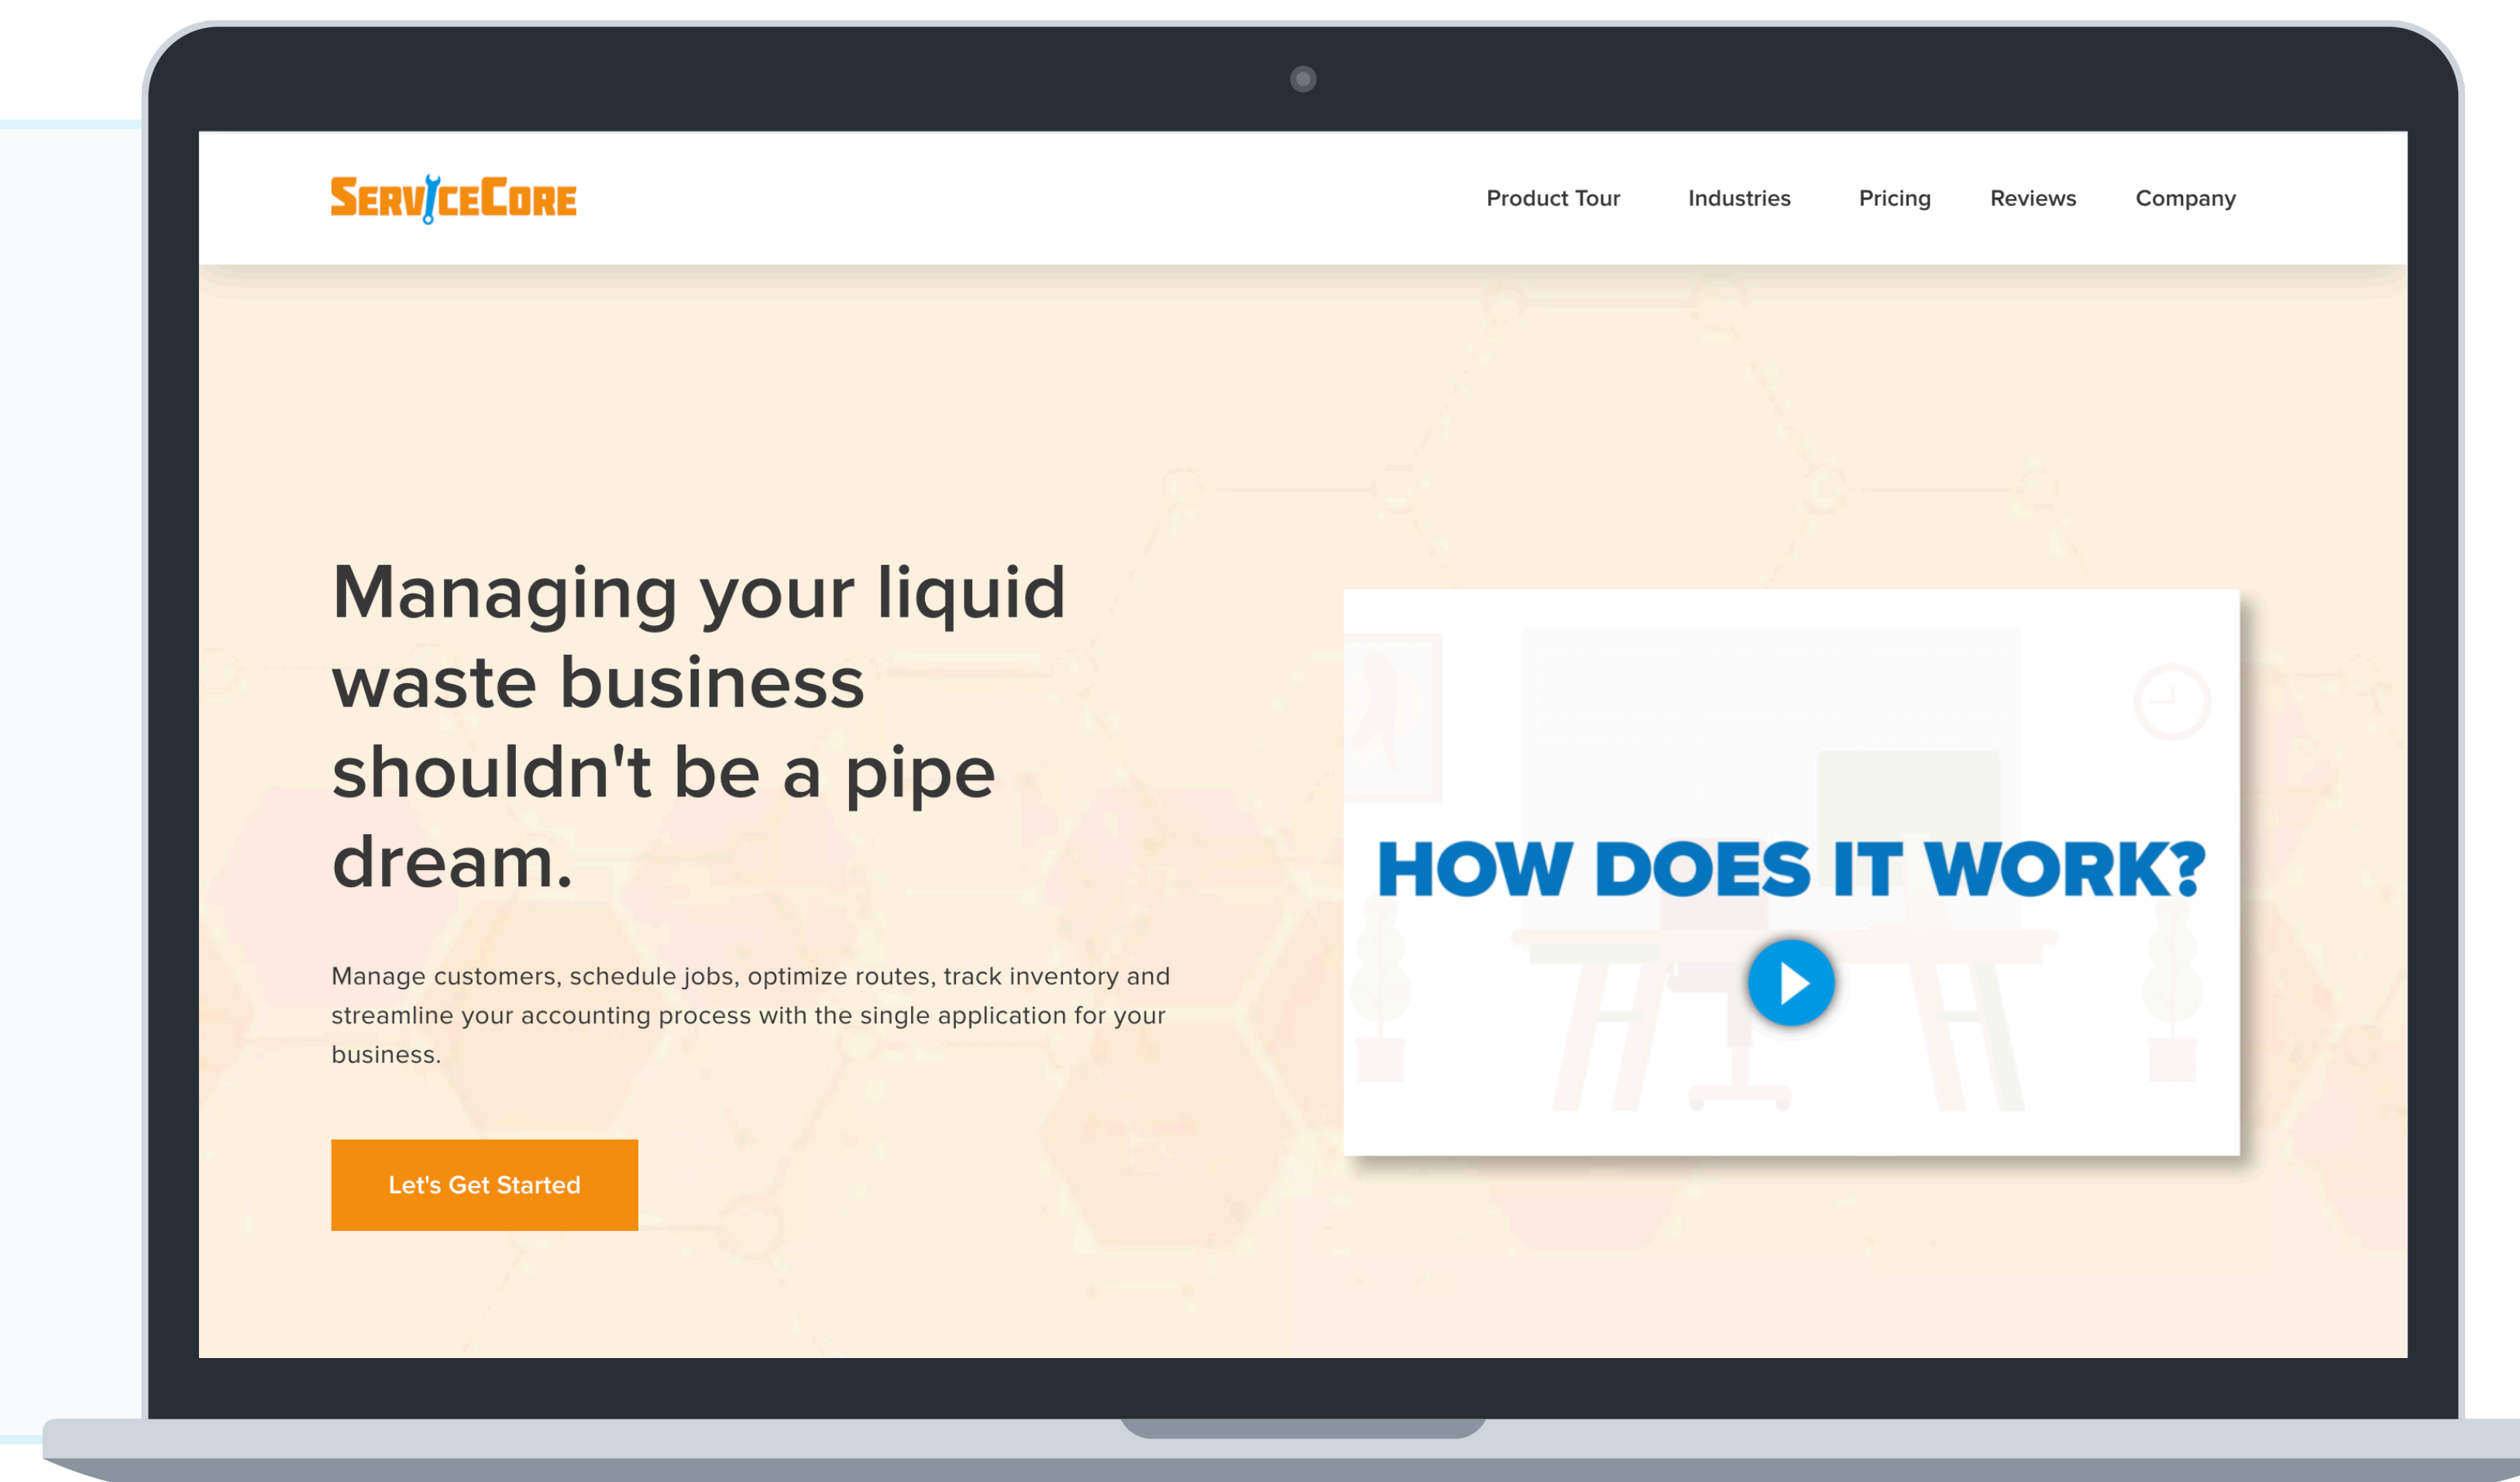 SERVICECORE
Product Tour Industries Pricing Reviews Company
Managing your liquid
waste business
shouldn't be a pipe
dream.
Manage customers, schedule jobs, optimize routes, track inventory and
streamline your accounting process with the single application for your
business.
Let's Get Started
HOW DOES IT WORK?